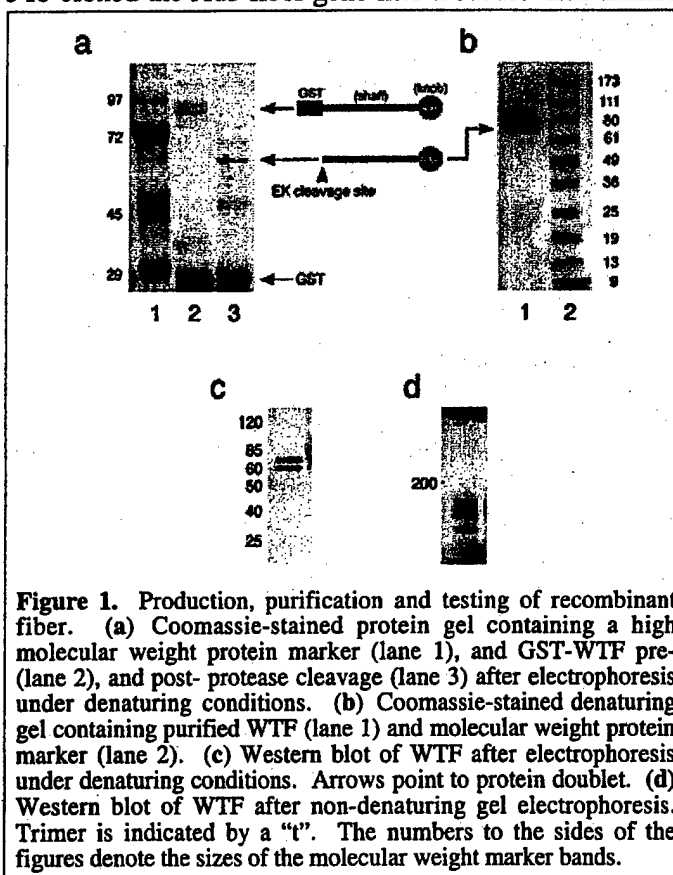 a
b
GST (shaft) (knob)
97
72
45
29
EK cleavage site
GST
1 2 3
173
111
80
61
49
36
25
19
13
9
1 2
c
d
120
85
60
50
40
25
200
Figure 1. Production, purification and testing of recombinant
fiber. (a) Coomassie-stained protein gel containing a high
molecular weight protein marker (lane 1), and GST-WTF pre-
(lane 2), and post- protease cleavage (lane 3) after electrophoresis
under denaturing conditions. (b) Coomassie-stained denaturing
gel containing purified WTF (lane 1) and molecular weight protein
marker (lane 2). (c) Western blot of WTF after electrophoresis
under denaturing conditions. Arrows point to protein doublet. (d)
Western blot of WTF after non-denaturing gel electrophoresis.
Trimer is indicated by a “t”. The numbers to the sides of the
figures denote the sizes of the molecular weight marker bands.